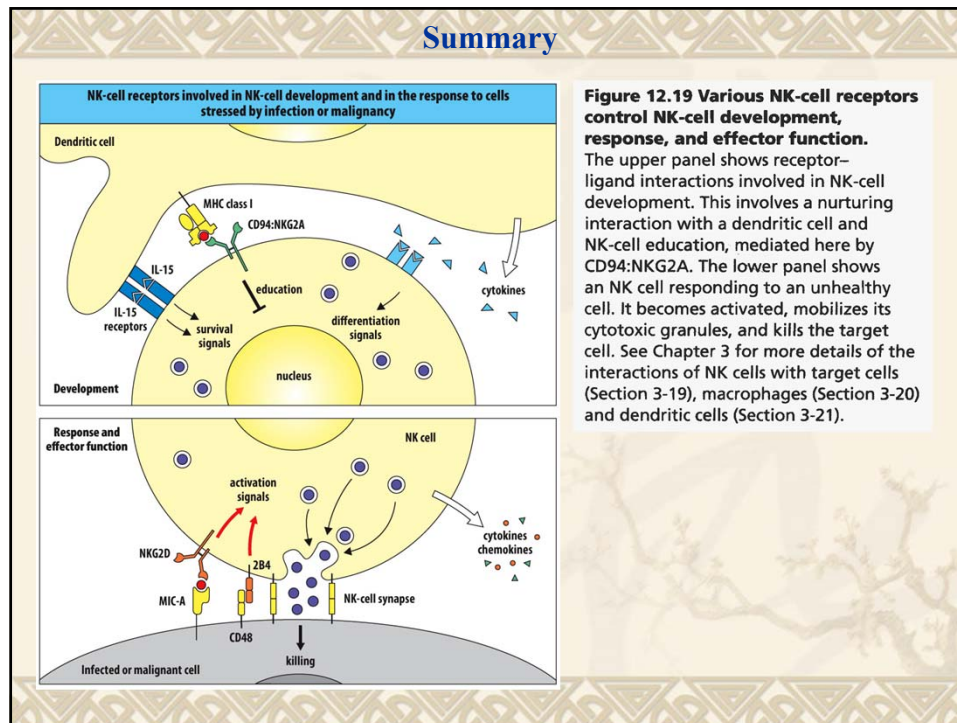 Summary
NK-cell receptors involved in NK-cell development and in the response to cells
stressed by infection or malignancy
Dendritic cell
MHC class I
CD94:NKG2A
IL-15
cytokines
education
IL-15
receptors
survival
signals
differentiation
signals
nucleus
Development
Response and
effector function
NK cell
activation
signals
cytokines
chemokines
NKG2D
2B4
MIC-A
NK-cell synapse
CD48
killing
Infected or malignant cell
Figure 12.19 Various NK-cell receptors
control NK-cell development,
response, and effector function.
The upper panel shows receptor–
ligand interactions involved in NK-cell
development. This involves a nurturing
interaction with a dendritic cell and
NK-cell education, mediated here by
CD94:NKG2A. The lower panel shows
an NK cell responding to an unhealthy
cell. It becomes activated, mobilizes its
cytotoxic granules, and kills the target
cell. See Chapter 3 for more details of the
interactions of NK cells with target cells
(Section 3-19), macrophages (Section 3-20)
and dendritic cells (Section 3-21).